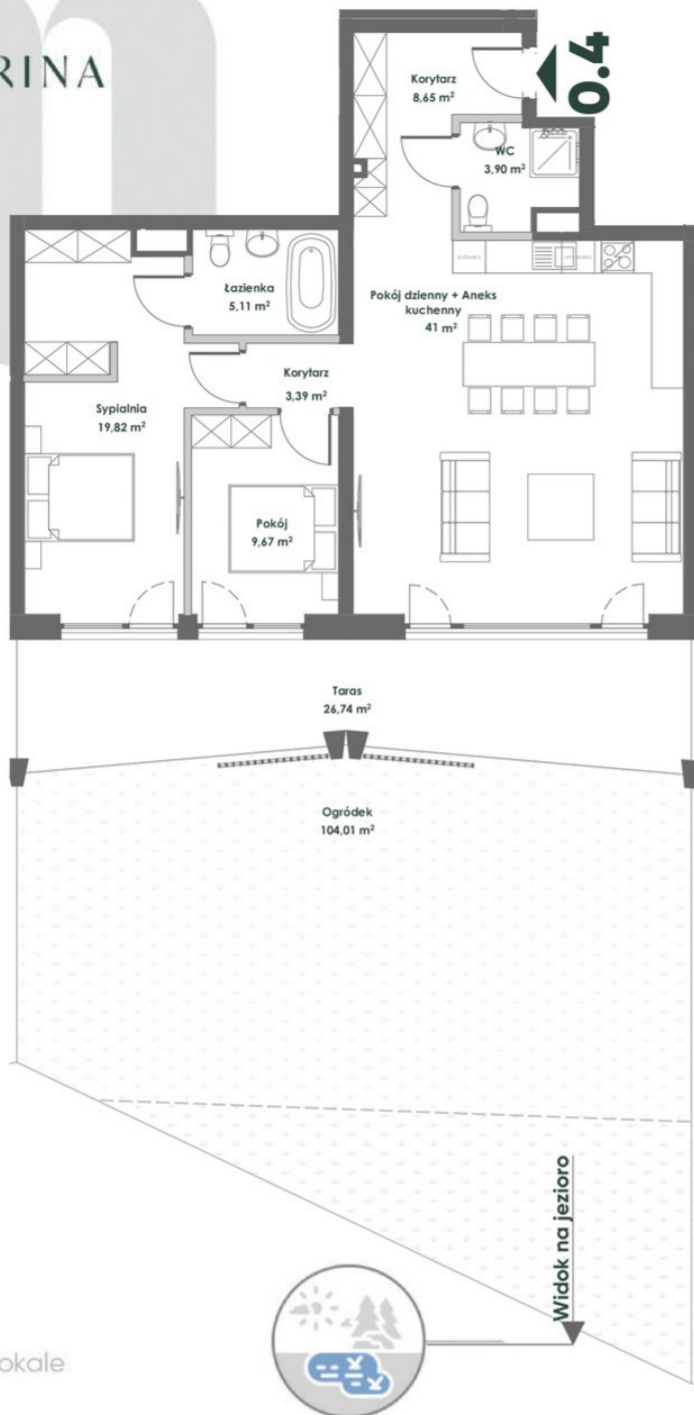 RINA
0.4
Korytarz
8,65 m²
WC
3,90 m²
Łazienka
5,11 m²
Pokój dzienny + Aneks
kuchenny
41 m²
Korytarz
3,39 m²
Sypialnia
19,82 m²
Pokój
9,67 m²
Taras
26,74 m²
Ogródek
104,01 m²
Widok na jezioro
okale